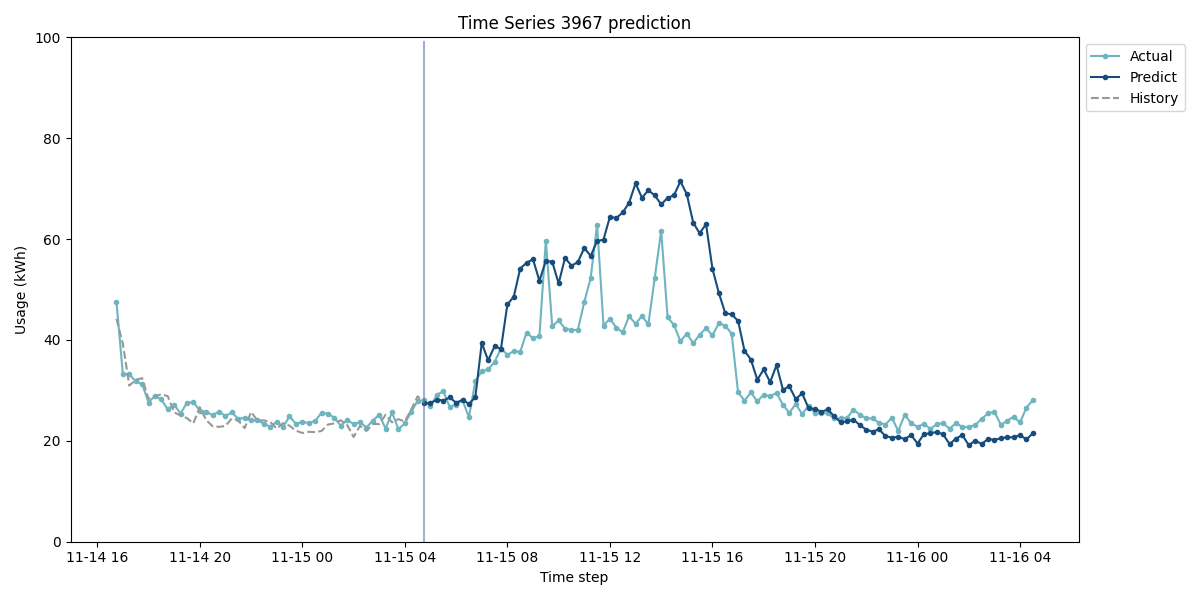 Time Series 3967 prediction
100
80
60
40
20
0
Usage (kWh)
11-14 16
11-14 20
11-15 00
11-15 04
11-15 08
11-15 12
11-15 16
11-15 20
11-16 00
11-16 04
Time step
Actual
Predict
History